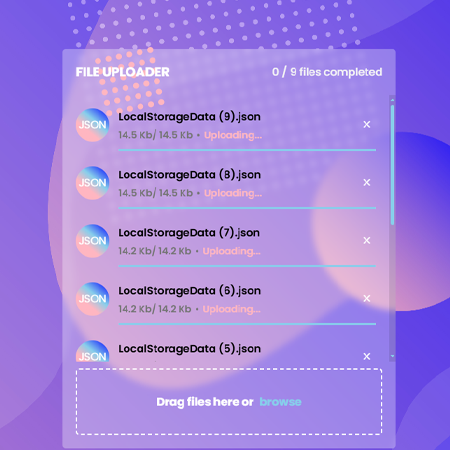 FILE UPLOADER 0 / 9 files completed
JSON LocalStorageData (9).json x
14.5 Kb/ 14.5 Kb • Uploading...
JSON LocalStorageData (8).json x
14.5 Kb/ 14.5 Kb • Uploading...
JSON LocalStorageData (7).json x
14.2 Kb/ 14.2 Kb • Uploading...
JSON LocalStorageData (6).json x
14.2 Kb/ 14.2 Kb • Uploading...
JSON LocalStorageData (5).json x
Drag files here or browse